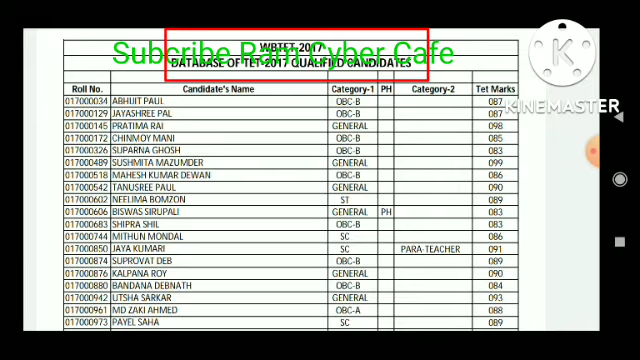 WBTET-2017
Subcribe Ram Cyber Cafe
DATABASE OF TET-2017 QUALIFIED CANDIDATES
KINEMASTER
Roll No. Candidate's Name Category-1 PH Category-2 Tet Marks
017000034 ABHIJIT PAUL OBC-B 087
017000129 JAYASHREE PAL OBC-B 087
017000145 PRATIMA RAI GENERAL 098
017000172 CHINMOY MANI OBC-B 085
017000326 SUPARNA GHOSH OBC-B 083
017000489 SUSHMITA MAZUMDER GENERAL 099
017000518 MAHESH KUMAR DEWAN OBC-B 086
017000542 TANUSREE PAUL GENERAL 090
017000602 NEELIMA BOMZON ST 089
017000606 BISWAS SIRUPALI GENERAL PH 083
017000683 SHIPRA SHIL OBC-B 083
017000744 MITHUN MONDAL SC 086
017000850 JAYA KUMARI SC PARA-TEACHER 091
017000874 SUPROVAT DEB OBC-B 089
017000876 KALPANA ROY GENERAL 090
017000880 BANDANA DEBNATH OBC-B 084
017000942 UTSHA SARKAR GENERAL 093
017000961 MD ZAKI AHMED OBC-A 088
017000973 PAYEL SAHA SC 089